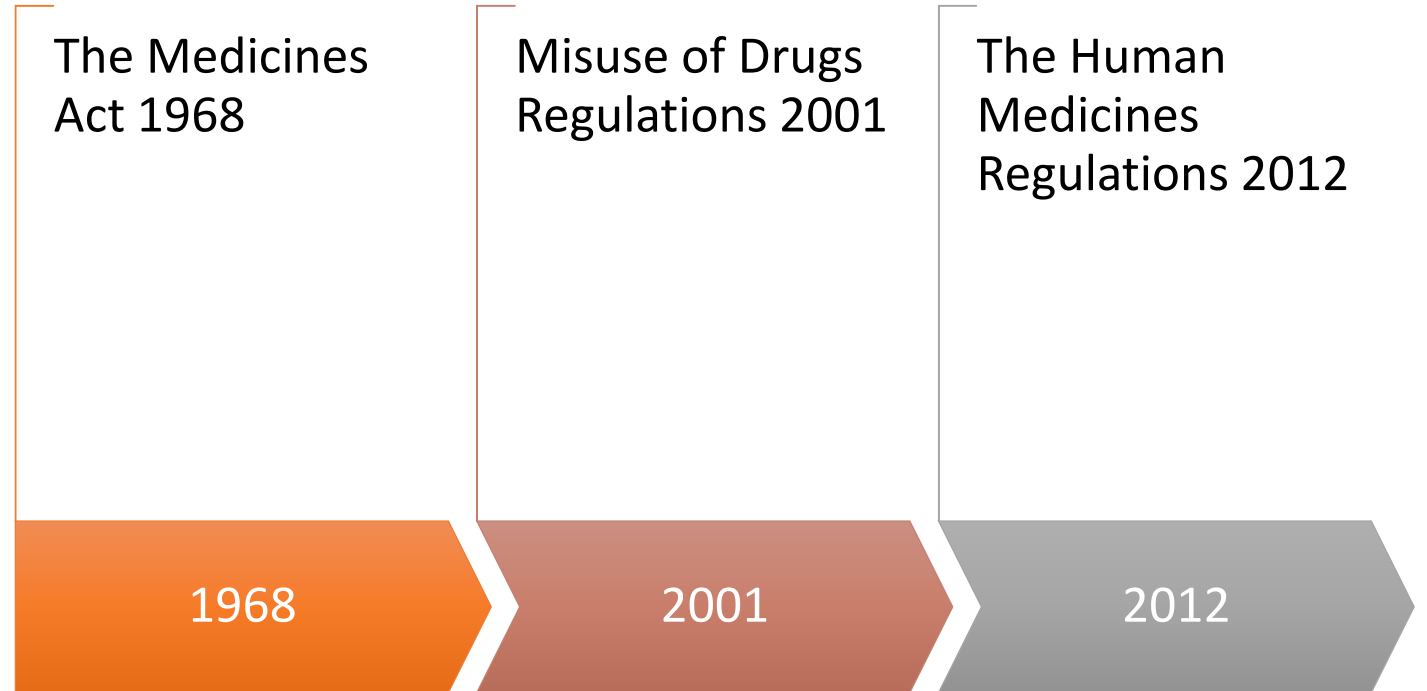 The Medicines
Act 1968
Misuse of Drugs
Regulations 2001
The Human
Medicines
Regulations 2012
1968
2001
2012